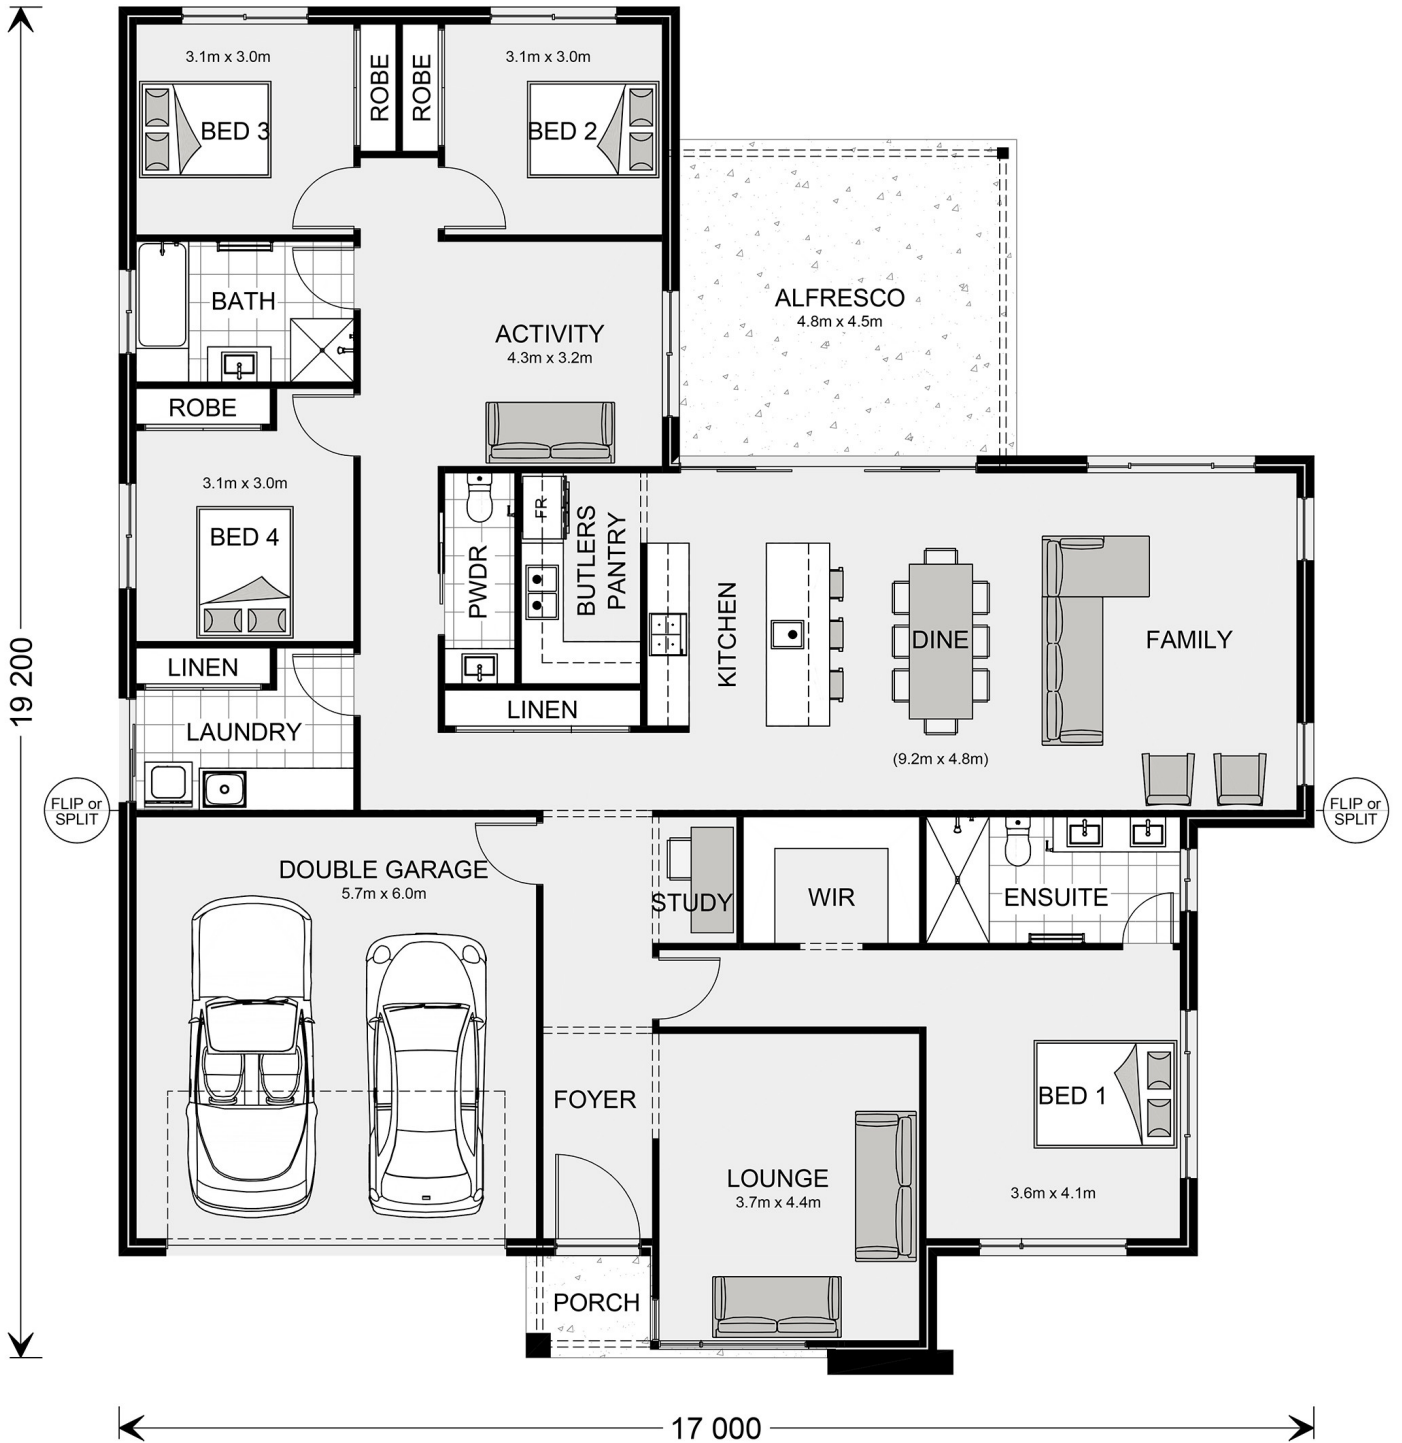 3.1m x 3.0m
BED 3
ROBE
ROBE
3.1m x 3.0m
BED 2
BATH
ACTIVITY
4.3m x 3.2m
ALFRESCO
4.8m x 4.5m
ROBE
3.1m x 3.0m
BED 4
PWDR
FR
BUTLERS
PANTRY
KITCHEN
DINE
(9.2m x 4.8m)
FAMILY
LINEN
LAUNDRY
LINEN
19 200
FLIP or
SPLIT
FLIP or
SPLIT
DOUBLE GARAGE
5.7m x 6.0m
STUDY
WIR
ENSUITE
FOYER
BED 1
3.6m x 4.1m
LOUNGE
3.7m x 4.4m
PORCH
17 000